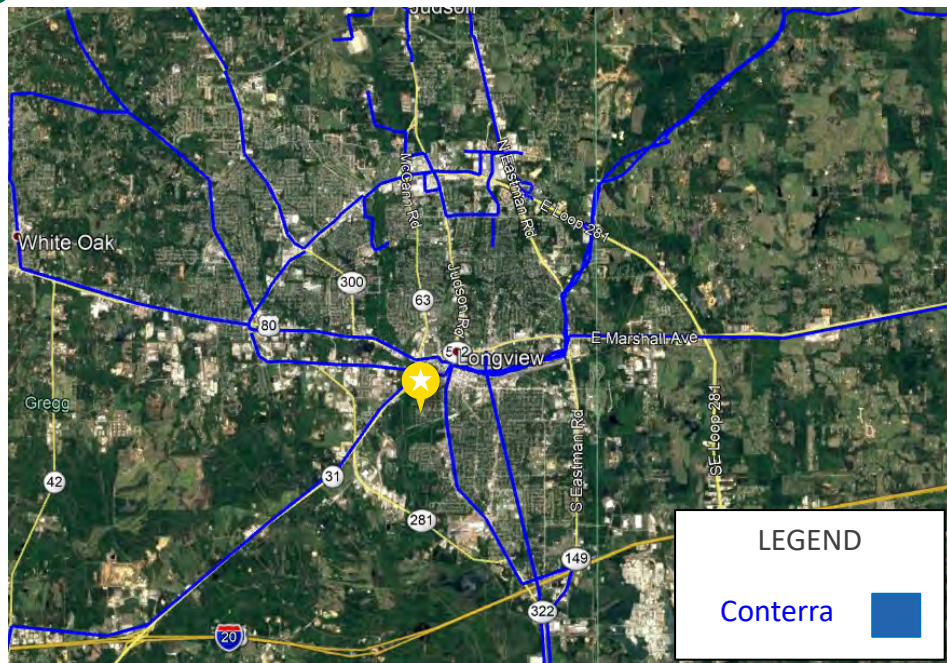 Judson
McCann Rd
N Eastman Rd
E Loop 281
White Oak
300
63
Judson Rd
80
Longview
E Marshall Ave
Gregg
S Eastman Rd
SE Loop 281
31
42
281
149
322
20
LEGEND
Conterra